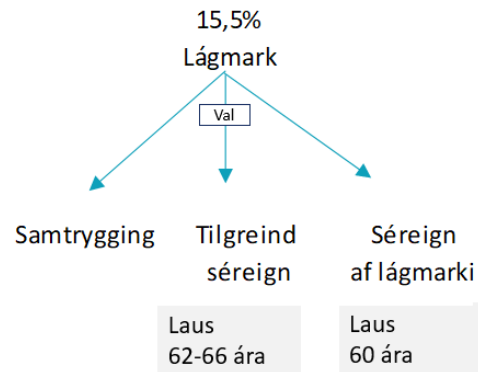 15,5%
Lágmark
Val
Samtrygging
Tilgreind
séreign
Séreign
af lágmarki
Laus
62-66 ára
Laus
60 ára